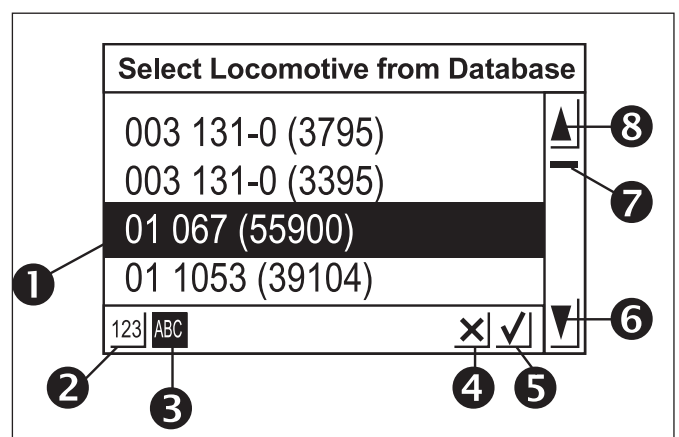 Select Locomotive from Database
003 131-0 (3795)
003 131-0 (3395)
01 067 (55900)
01 1053 (39104)
123 ABC
1
2
3
4
5
6
7
8